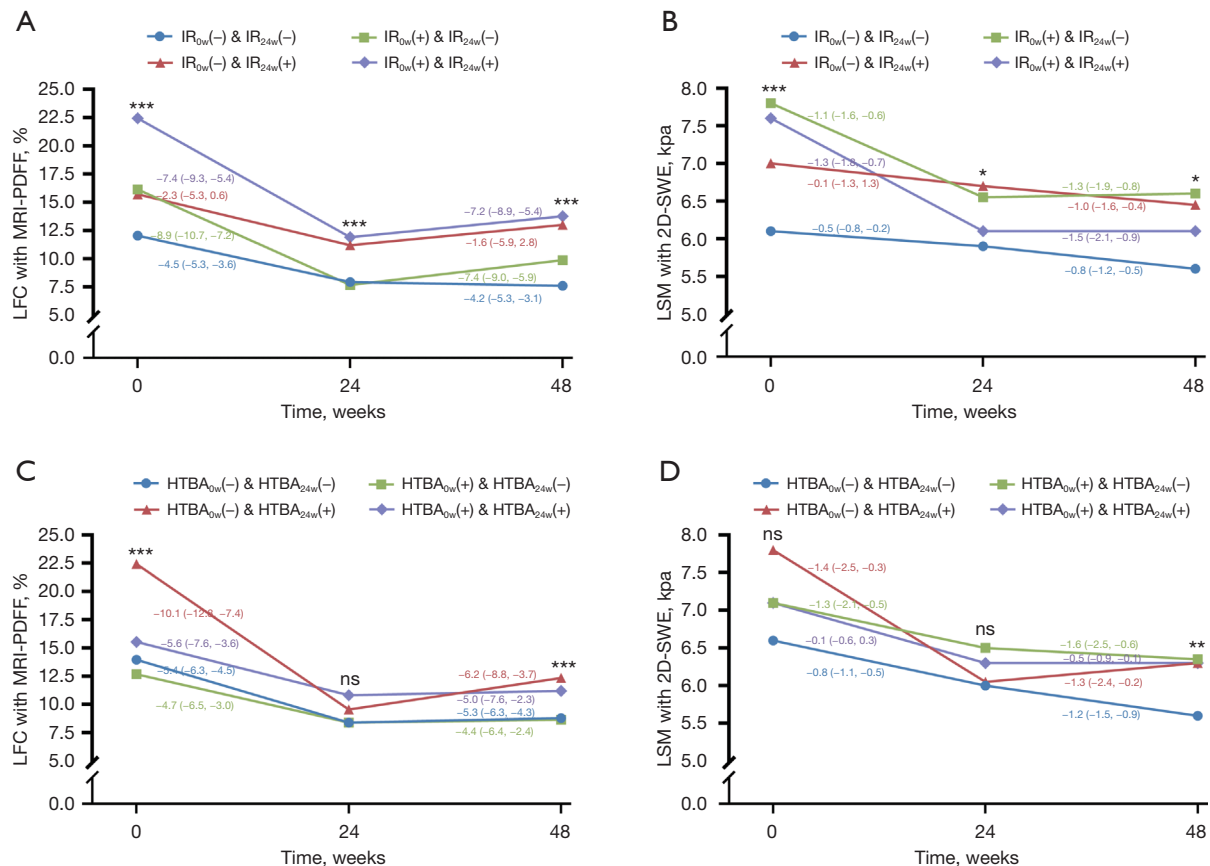 A
IR0w(−) & IR24w(−) IR0w(+) & IR24w(−)
IR0w(−) & IR24w(+) IR0w(+) & IR24w(+)
LFC with MRI-PDFF, %
25.0
22.5
20.0
17.5
15.0
12.5
10.0
7.5
5.0
0.0
***
***
***
−7.4 (−9.3, −5.4)
−2.3 (−5.3, 0.6)
−8.9 (−10.7, −7.2)
−4.5 (−5.3, −3.6)
−7.2 (−8.9, −5.4)
−1.6 (−5.9, 2.8)
−7.4 (−9.0, −5.9)
−4.2 (−5.3, −3.1)
0 24 48
Time, weeks
B
IR0w(−) & IR24w(−) IR0w(+) & IR24w(−)
IR0w(−) & IR24w(+) IR0w(+) & IR24w(+)
LSM with 2D-SWE, kpa
8.0
7.5
7.0
6.5
6.0
5.5
5.0
0.0
***
*
*
−1.1 (−1.6, −0.6)
−1.3 (−1.8, −0.7)
−0.1 (−1.3, 1.3)
−0.5 (−0.8, −0.2)
−1.3 (−1.9, −0.8)
−1.0 (−1.6, −0.4)
−1.5 (−2.1, −0.9)
−0.8 (−1.2, −0.5)
0 24 48
Time, weeks
C
HTBA0w(−) & HTBA24w(−) HTBA0w(+) & HTBA24w(−)
HTBA0w(−) & HTBA24w(+) HTBA0w(+) & HTBA24w(+)
LFC with MRI-PDFF, %
25.0
22.5
20.0
17.5
15.0
12.5
10.0
7.5
5.0
0.0
***
ns
***
−10.1 (−12.8, −7.4)
−5.6 (−7.6, −3.6)
−5.4 (−6.3, −4.5)
−4.7 (−6.5, −3.0)
−6.2 (−8.8, −3.7)
−5.0 (−7.6, −2.3)
−5.3 (−6.3, −4.3)
−4.4 (−6.4, −2.4)
0 24 48
Time, weeks
D
HTBA0w(−) & HTBA24w(−) HTBA0w(+) & HTBA24w(−)
HTBA0w(−) & HTBA24w(+) HTBA0w(+) & HTBA24w(+)
LSM with 2D-SWE, kpa
8.0
7.5
7.0
6.5
6.0
5.5
5.0
0.0
ns
ns
**
−1.4 (−2.5, −0.3)
−1.3 (−2.1, −0.5)
−0.1 (−0.6, 0.3)
−0.8 (−1.1, −0.5)
−1.6 (−2.5, −0.6)
−0.5 (−0.9, −0.1)
−1.3 (−2.4, −0.2)
−1.2 (−1.5, −0.9)
0 24 48
Time, weeks